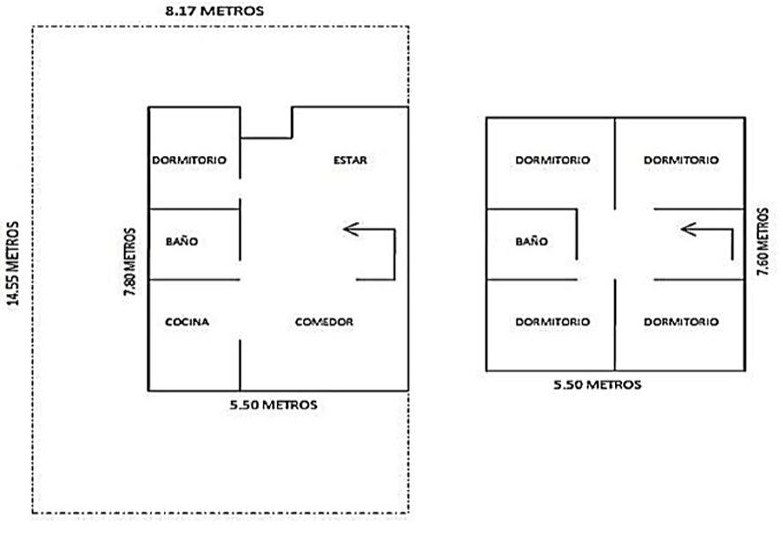 8.17 METROS
14.55 METROS
DORMITORIO
ESTAR
BAÑO
7.80 METROS
COCINA
COMEDOR
5.50 METROS
DORMITORIO
DORMITORIO
BAÑO
7.60 METROS
DORMITORIO
DORMITORIO
5.50 METROS